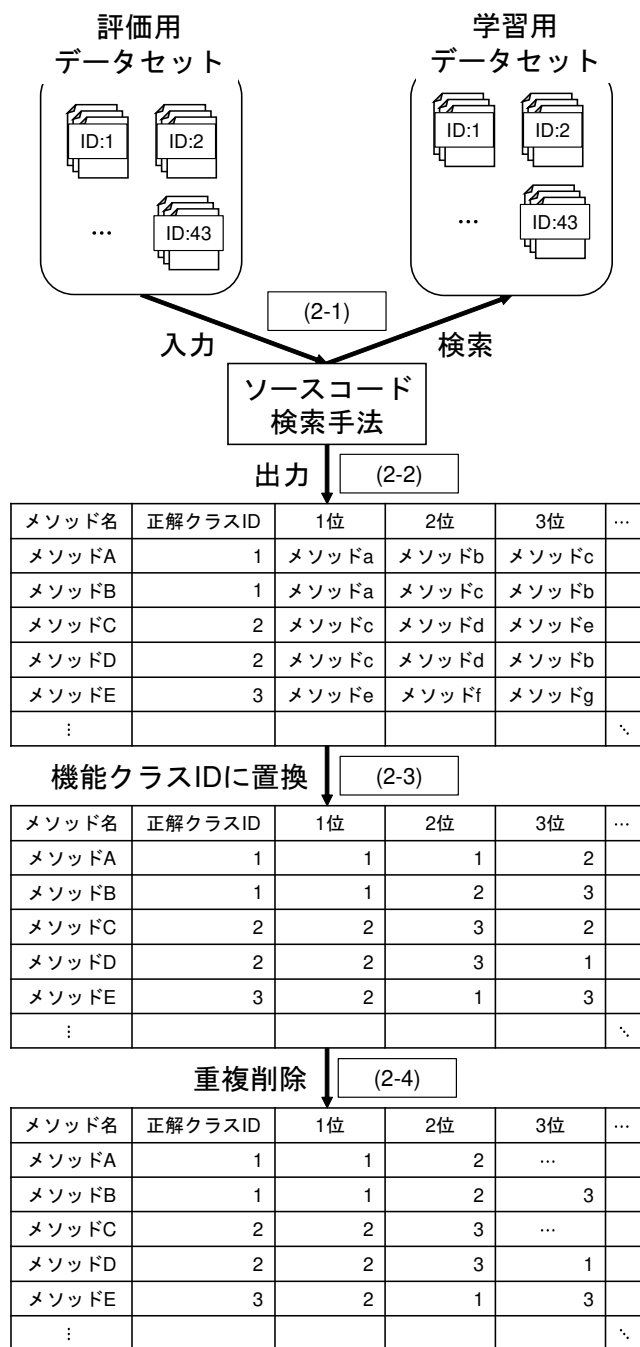 評価用
データセット
学習用
データセット
ID:1 ID:2
… ID:43
ID:1 ID:2
… ID:43
(2-1)
入力 検索
ソースコード
検索手法
出力 (2-2)
メソッド名 正解クラスID 1位 2位 3位 …
メソッドA 1 メソッドa メソッドb メソッドc
メソッドB 1 メソッドa メソッドc メソッドb
メソッドC 2 メソッドc メソッドd メソッドe
メソッドD 2 メソッドc メソッドd メソッドb
メソッドE 3 メソッドe メソッドf メソッドg
⋮ ⋱
機能クラスIDに置換 (2-3)
メソッド名 正解クラスID 1位 2位 3位 …
メソッドA 1 1 1 2
メソッドB 1 1 2 3
メソッドC 2 2 3 2
メソッドD 2 2 3 1
メソッドE 3 2 1 3
⋮ ⋱
重複削除 (2-4)
メソッド名 正解クラスID 1位 2位 3位 …
メソッドA 1 1 2 …
メソッドB 1 1 2 3
メソッドC 2 2 3 …
メソッドD 2 2 3 1
メソッドE 3 2 1 3
⋮ ⋱